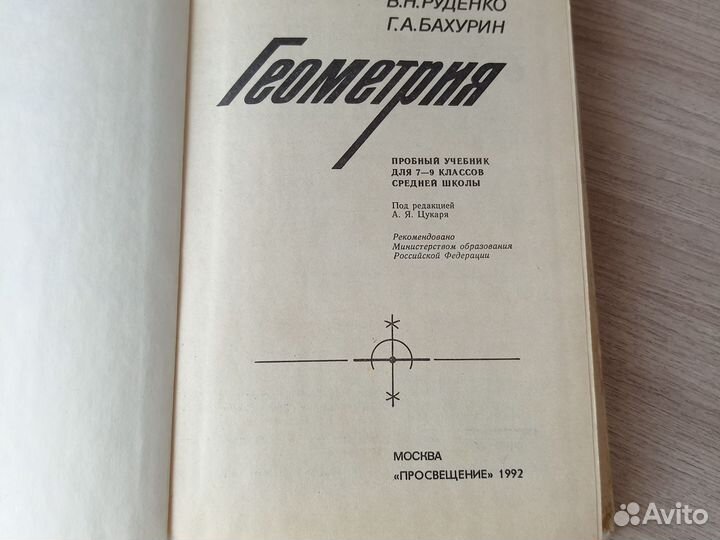 В.Н.РУДЕНКО
Г.А.БАХУРИН
Геометрия
ПРОБНЫЙ УЧЕБНИК
ДЛЯ 7—9 КЛАССОВ
СРЕДНЕЙ ШКОЛЫ
Под редакцией
А. Я. Цукаря
Рекомендовано
Министерством образования
Российской Федерации
МОСКВА
«ПРОСВЕЩЕНИЕ» 1992
Avito